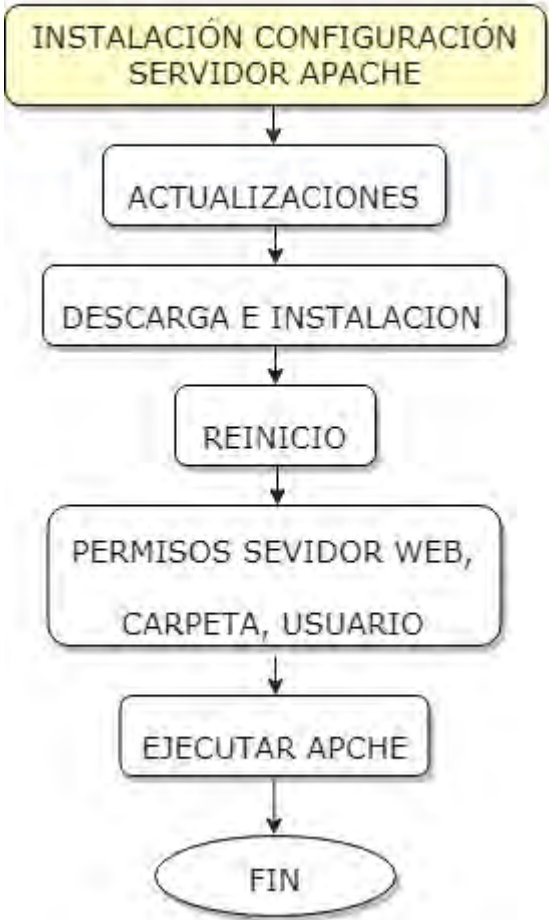 INSTALACIÓN CONFIGURACIÓN
SERVIDOR APACHE
ACTUALIZACIONES
DESCARGA E INSTALACION
REINICIO
PERMISOS SEVIDOR WEB,
CARPETA, USUARIO
EJECUTAR APCHE
FIN